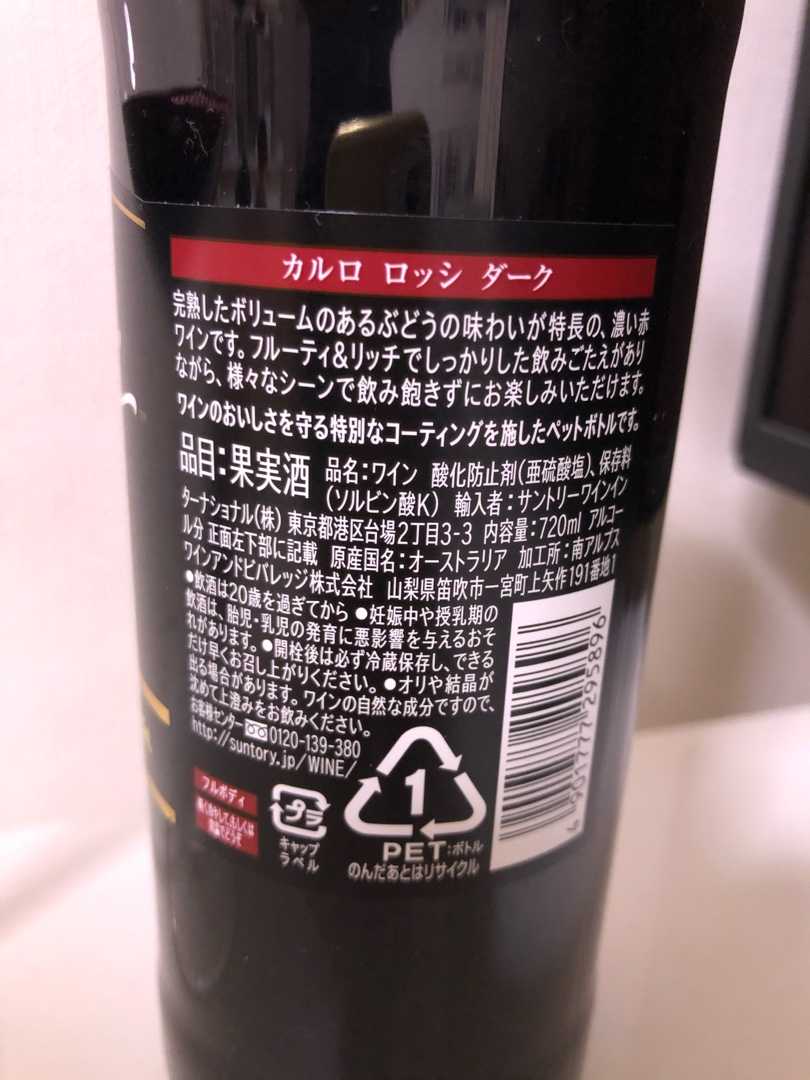 カルロ ロッシ ダーク
完熟したボリュームのあるぶどうの味わいが特長の、濃い赤
ワインです。フルーティ&リッチでしっかりした飲みごたえがあり
ながら、様々なシーンで飲み飽きずにお楽しみいただけます。
ワインのおいしさを守る特別なコーティングを施したペットボトルです。
品目:果実酒 品名:ワイン 酸化防止剤(亜硫酸塩)、保存料
(ソルビン酸K) 輸入者:サントリーワインイン
ターナショナル(株) 東京都港区台場2丁目3-3 内容量:720ml アルコー
ル分 正面左下部に記載 原産国名:オーストラリア 加工所:南アルプス
ワインアンドビバレッジ株式会社 山梨県笛吹市一宮町上矢作191番地1
●飲酒は20歳を過ぎてから ●妊娠中や授乳期の
飲酒は、胎児・乳児の発育に悪影響を与えるおそ
れがあります。●開栓後は必ず冷蔵保存し、できる
だけ早くお召し上がりください。●オリや結晶が
出る場合があります。ワインの自然な成分ですので、
沈めて上澄みをお飲みください。
お客様センター 0120-139-380
http://suntory.jp/WINE/
フルボディ
プラ
キャップ
ラベル
1
PET:ボトル
のんだあとはリサイクル
4 901777 295896